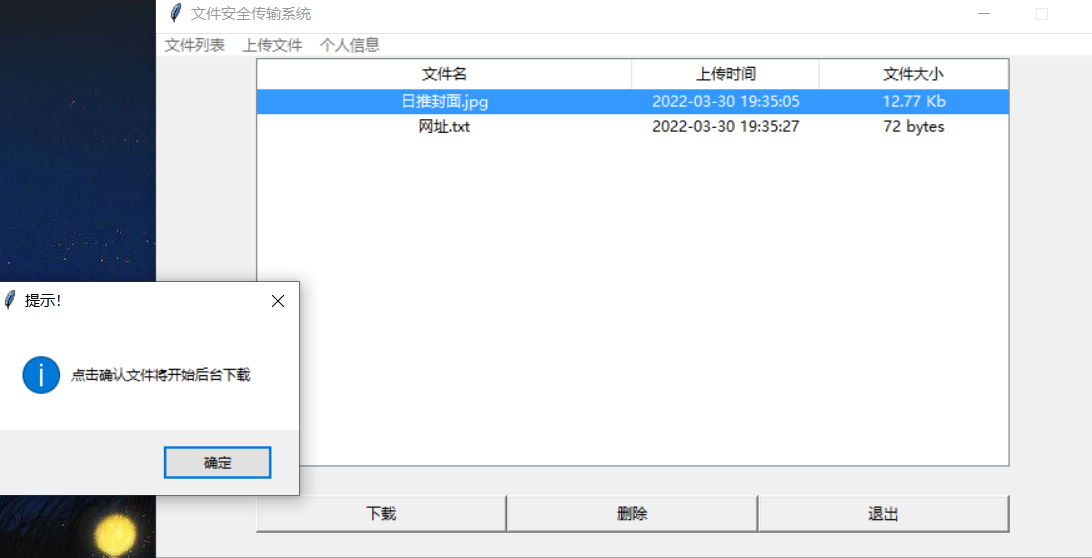 文件安全传输系统
文件列表 上传文件 个人信息
文件名 上传时间 文件大小
日推封面.jpg 2022-03-30 19:35:05 12.77 Kb
网址.txt 2022-03-30 19:35:27 72 bytes
提示!
点击确认文件将开始后台下载
确定
下载 删除 退出